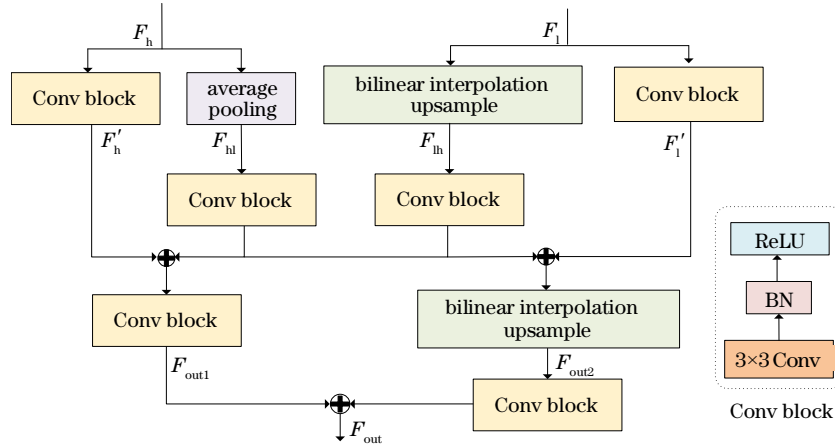 F_h
F_l
Conv block
average
pooling
bilinear interpolation
upsample
Conv block
F_h′
F_hl
F_lh
F_l′
Conv block
Conv block
ReLU
BN
3×3 Conv
Conv block
Conv block
bilinear interpolation
upsample
F_out1
F_out2
Conv block
F_out